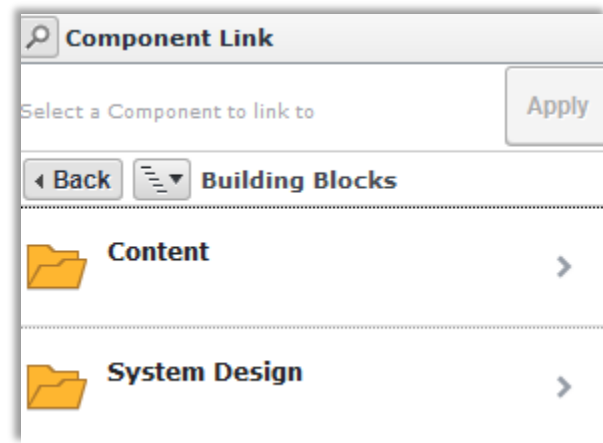 Component Link
Select a Component to link to
Apply
Back
Building Blocks
Content
System Design